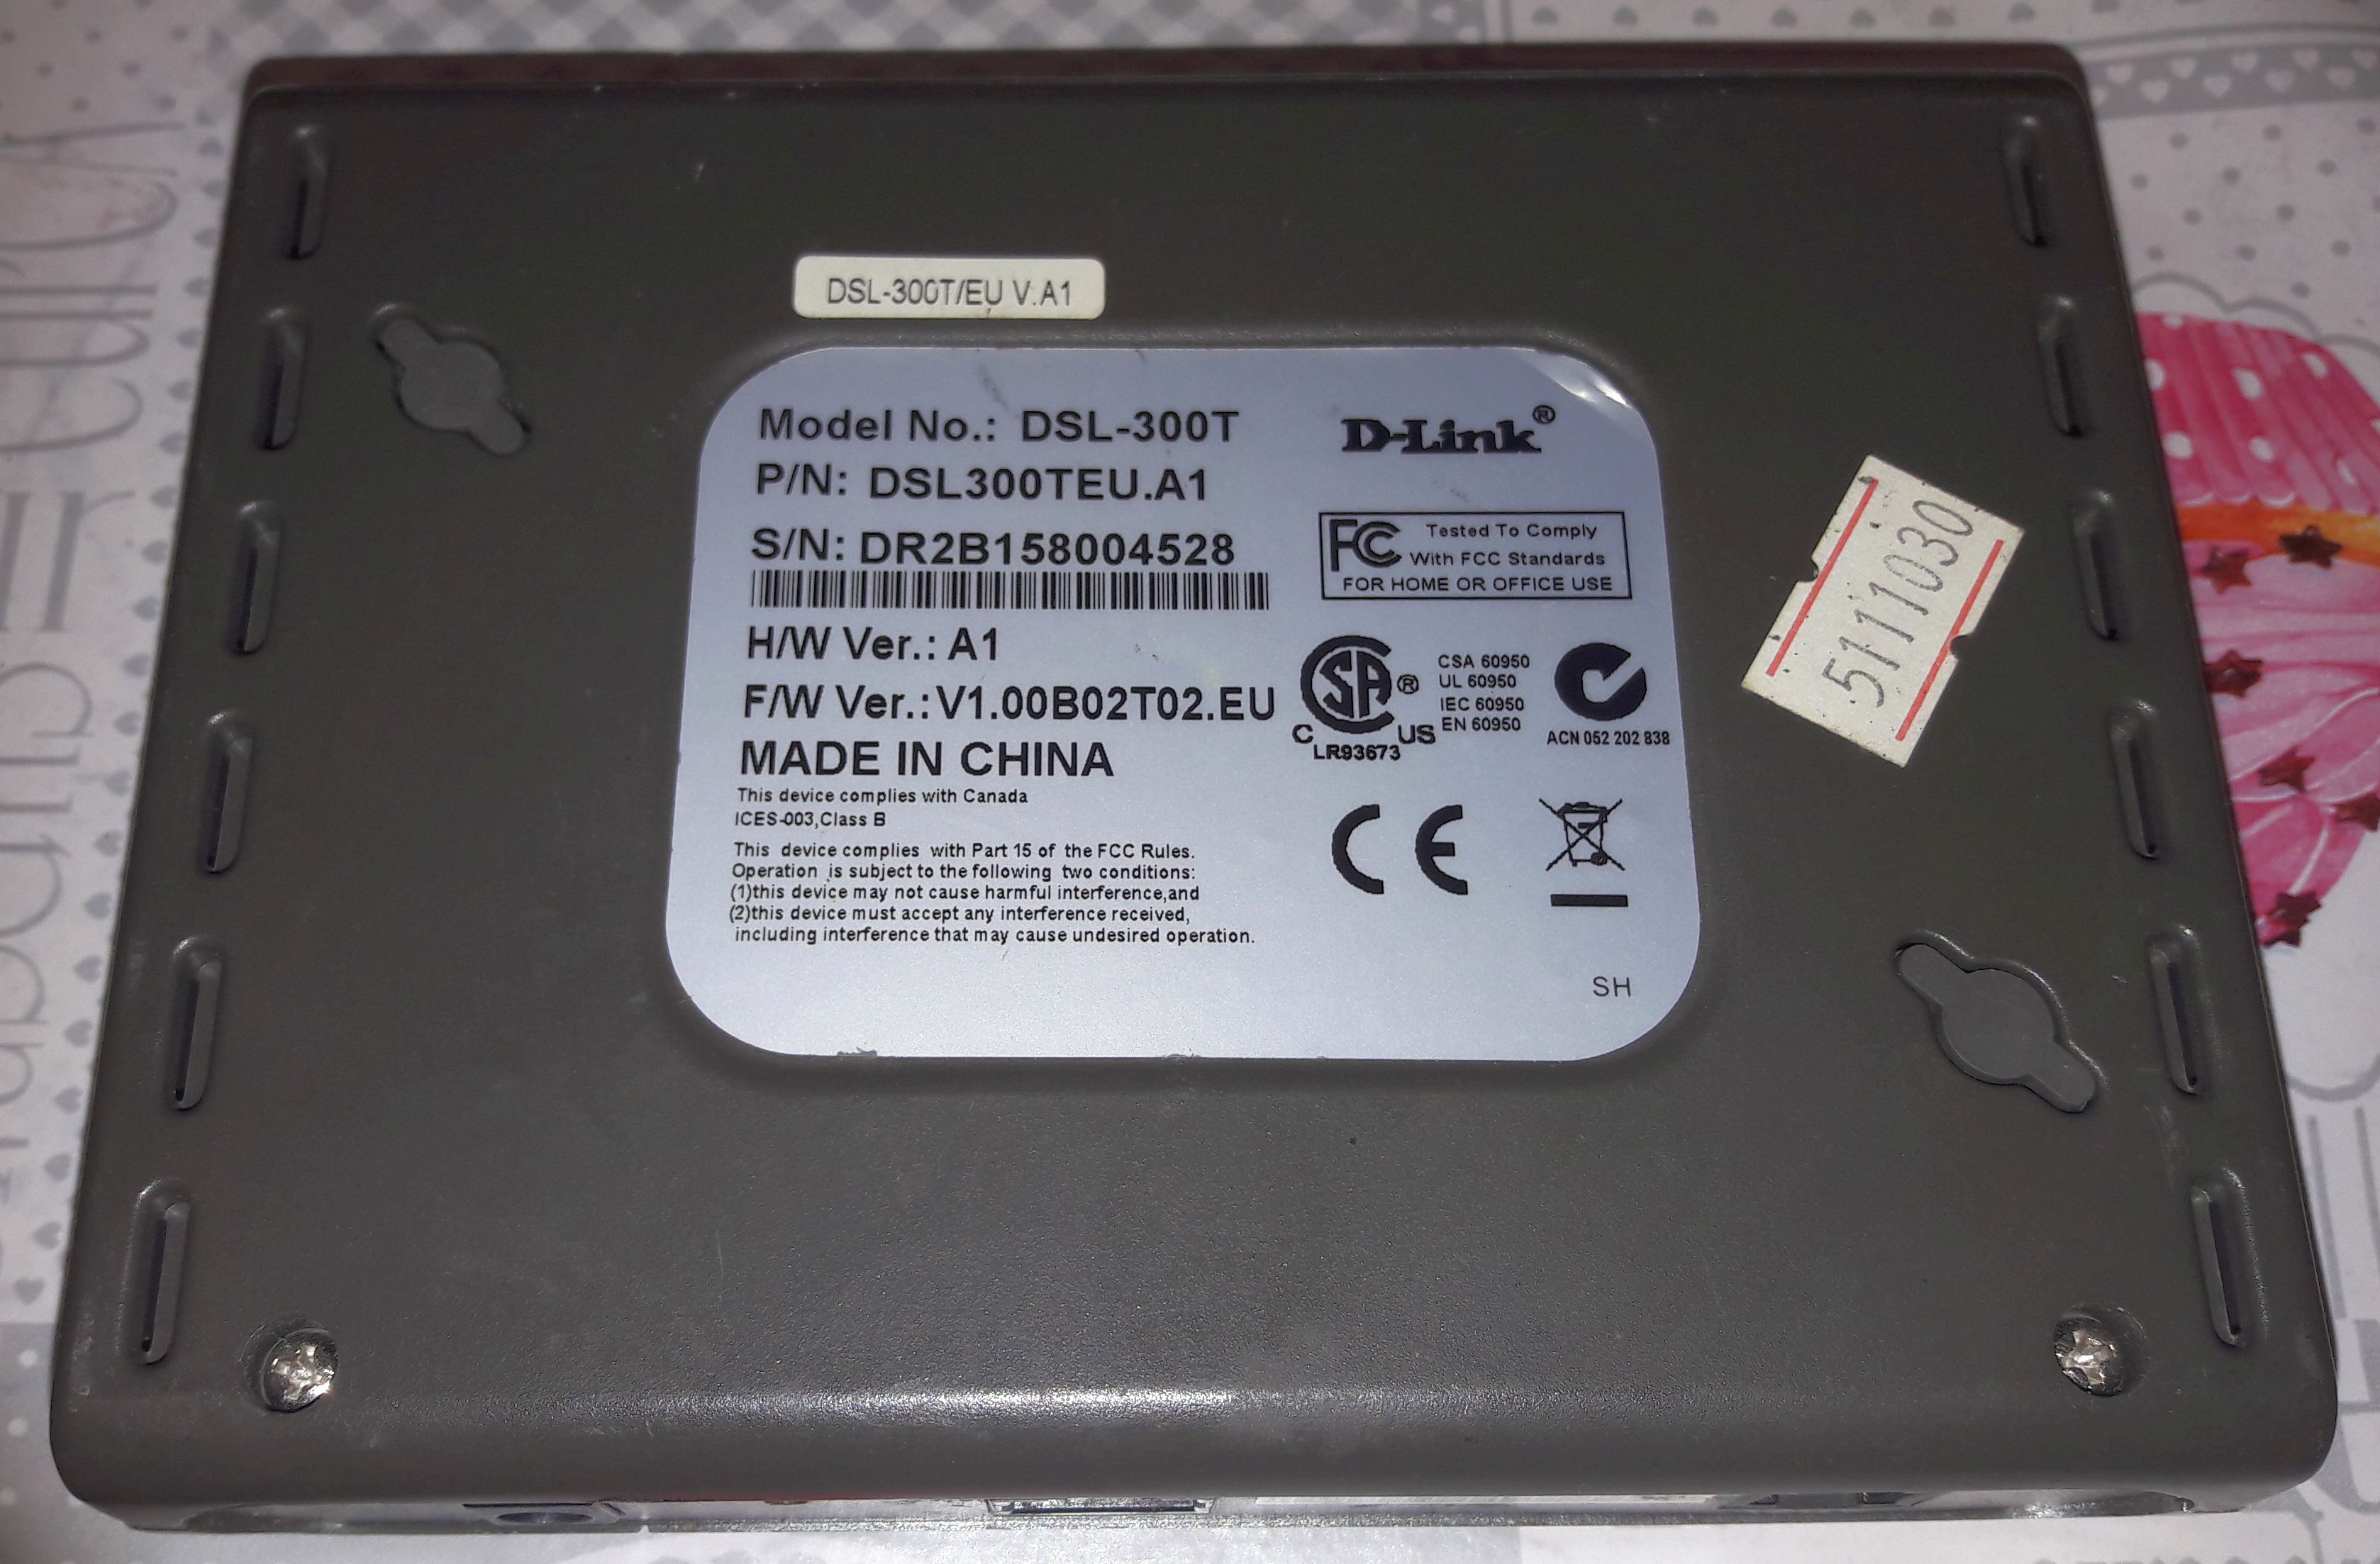 DSL-300T/EU V.A1
Model No.: DSL-300T
P/N: DSL300TEU.A1
S/N: DR2B158004528
H/W Ver.: A1
F/W Ver.:V1.00B02T02.EU
MADE IN CHINA
This device complies with Canada
ICES-003,Class B
This device complies with Part 15 of the FCC Rules.
Operation is subject to the following two conditions:
(1)this device may not cause harmful interference,and
(2)this device must accept any interference received,
including interference that may cause undesired operation.
D-Link®
FC Tested To Comply
With FCC Standards
FOR HOME OR OFFICE USE
SA ®
C US
LR93673
CSA 60950
UL 60950
IEC 60950
EN 60950
ACN 052 202 838
CE
SH
5111030